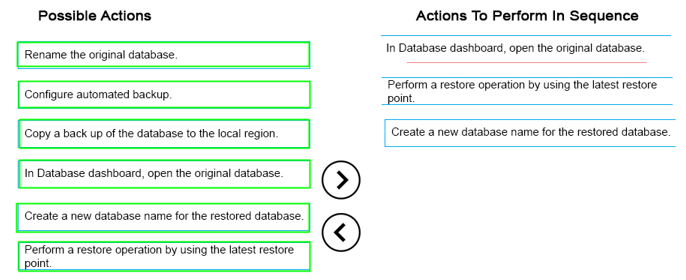 Possible Actions
Actions To Perform In Sequence
Rename the original database.
Configure automated backup.
Copy a back up of the database to the local region.
In Database dashboard, open the original database.
Create a new database name for the restored database.
Perform a restore operation by using the latest restore
point.
In Database dashboard, open the original database.
Perform a restore operation by using the latest restore
point.
Create a new database name for the restored database.